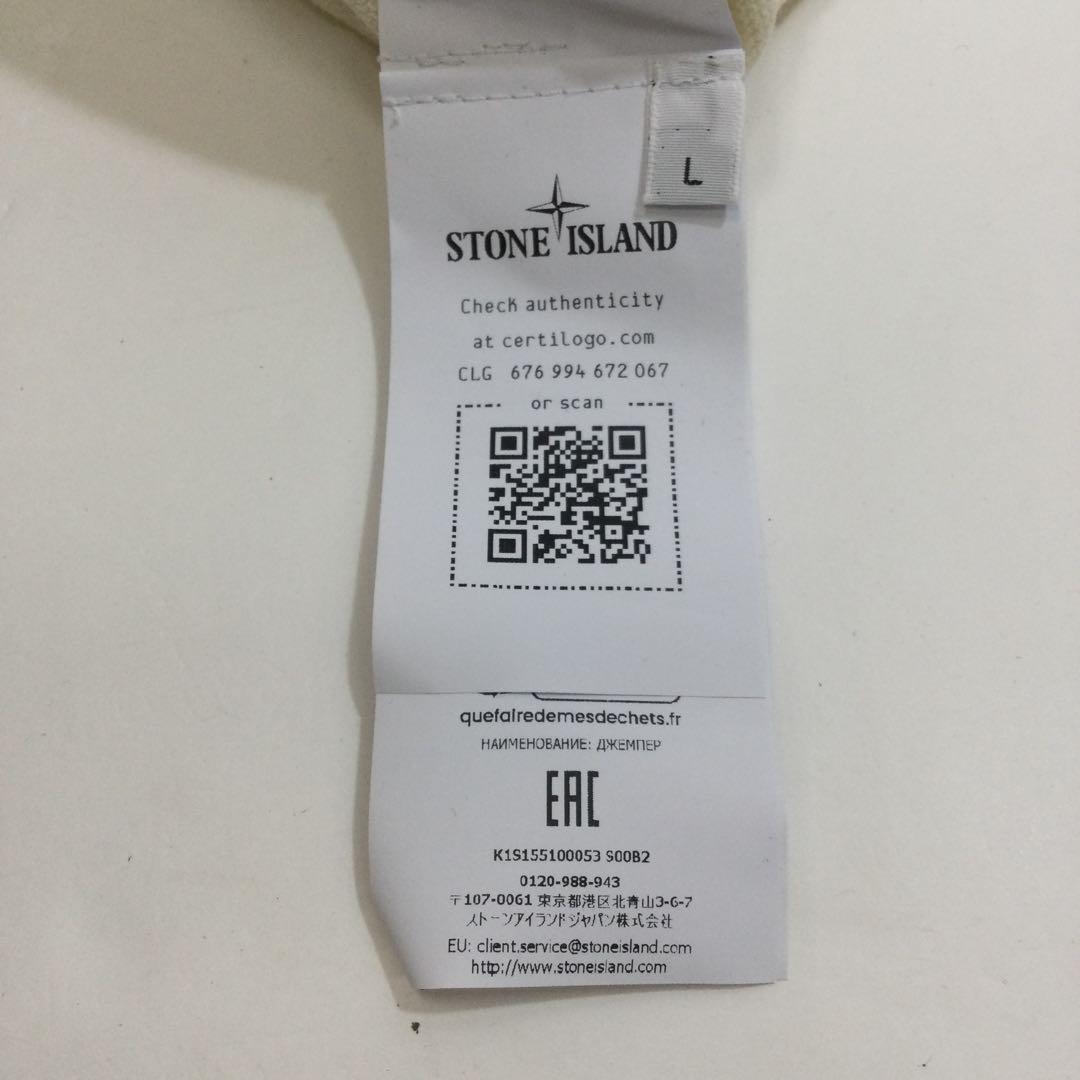 L
STONE ISLAND
Check authenticity
at certilogo.com
CLG 676 994 672 067
or scan
quefairedemesdechets.fr
НАИМЕНОВАНИЕ: ДЖЕМПЕР
EAC
K1S155100053 S00B2
0120-988-943
〒107-0061 東京都港区北青山3-6-7
ストーンアイランドジャパン株式会社
EU: client.service@stoneisland.com
http://www.stoneisland.com